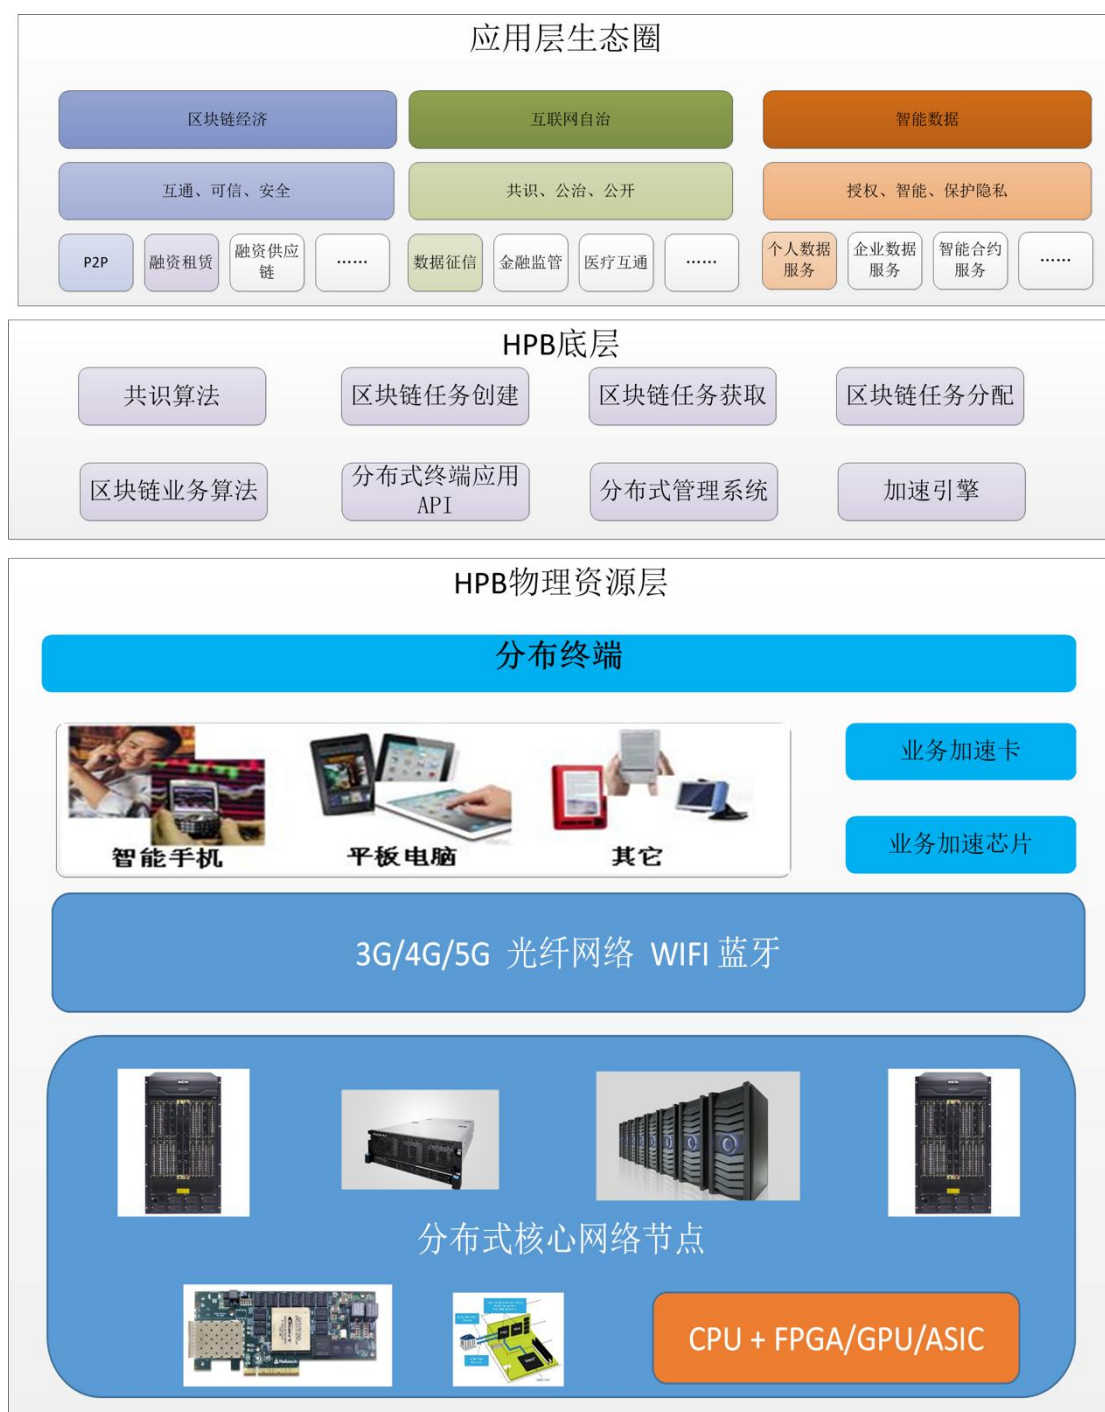 应用层生态圈
区块链经济
互联网自治
智能数据
互通、可信、安全
共识、公治、公开
授权、智能、保护隐私
P2P
融资租赁
融资供应
链
……
数据征信
金融监管
医疗互通
……
个人数据
服务
企业数据
服务
智能合约
服务
……
HPB底层
共识算法
区块链任务创建
区块链任务获取
区块链任务分配
区块链业务算法
分布式终端应用
API
分布式管理系统
加速引擎
HPB物理资源层
分布终端
智能手机
平板电脑
其它
业务加速卡
业务加速芯片
3G/4G/5G 光纤网络 WIFI 蓝牙
分布式核心网络节点
CPU + FPGA/GPU/ASIC